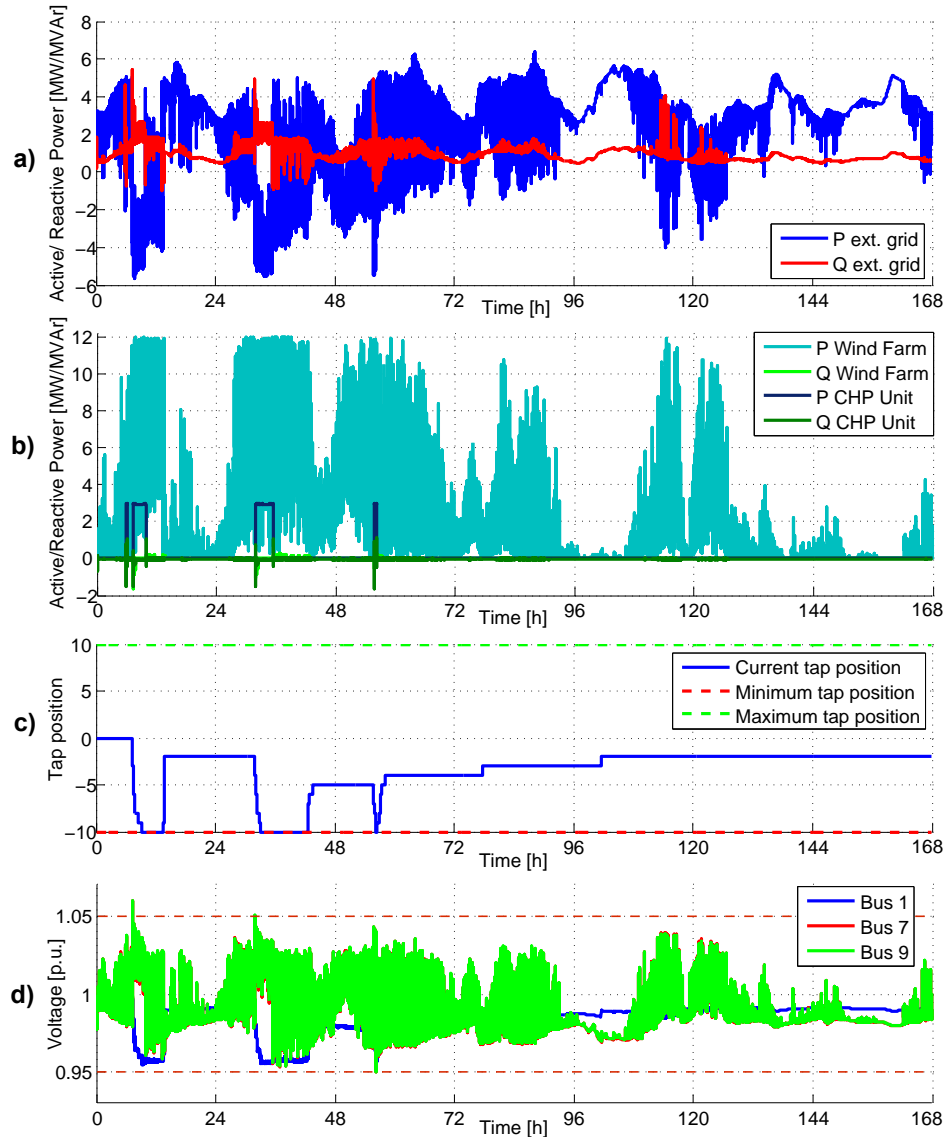 a)
Active/ Reactive Power [MW/MVAr]
8
6
4
2
0
−2
−4
−6
0 24 48 72 96 120 144 168
Time [h]
P ext. grid
Q ext. grid
b)
Active/Reactive Power [MW/MVAr]
12
10
8
6
4
2
0
−2
0 24 48 72 96 120 144 168
Time [h]
P Wind Farm
Q Wind Farm
P CHP Unit
Q CHP Unit
c)
Tap position
10
5
0
−5
−10
0 24 48 72 96 120 144 168
Time [h]
Current tap position
Minimum tap position
Maximum tap position
d)
Voltage [p.u.]
1.05
1
0.95
0 24 48 72 96 120 144 168
Time [h]
Bus 1
Bus 7
Bus 9